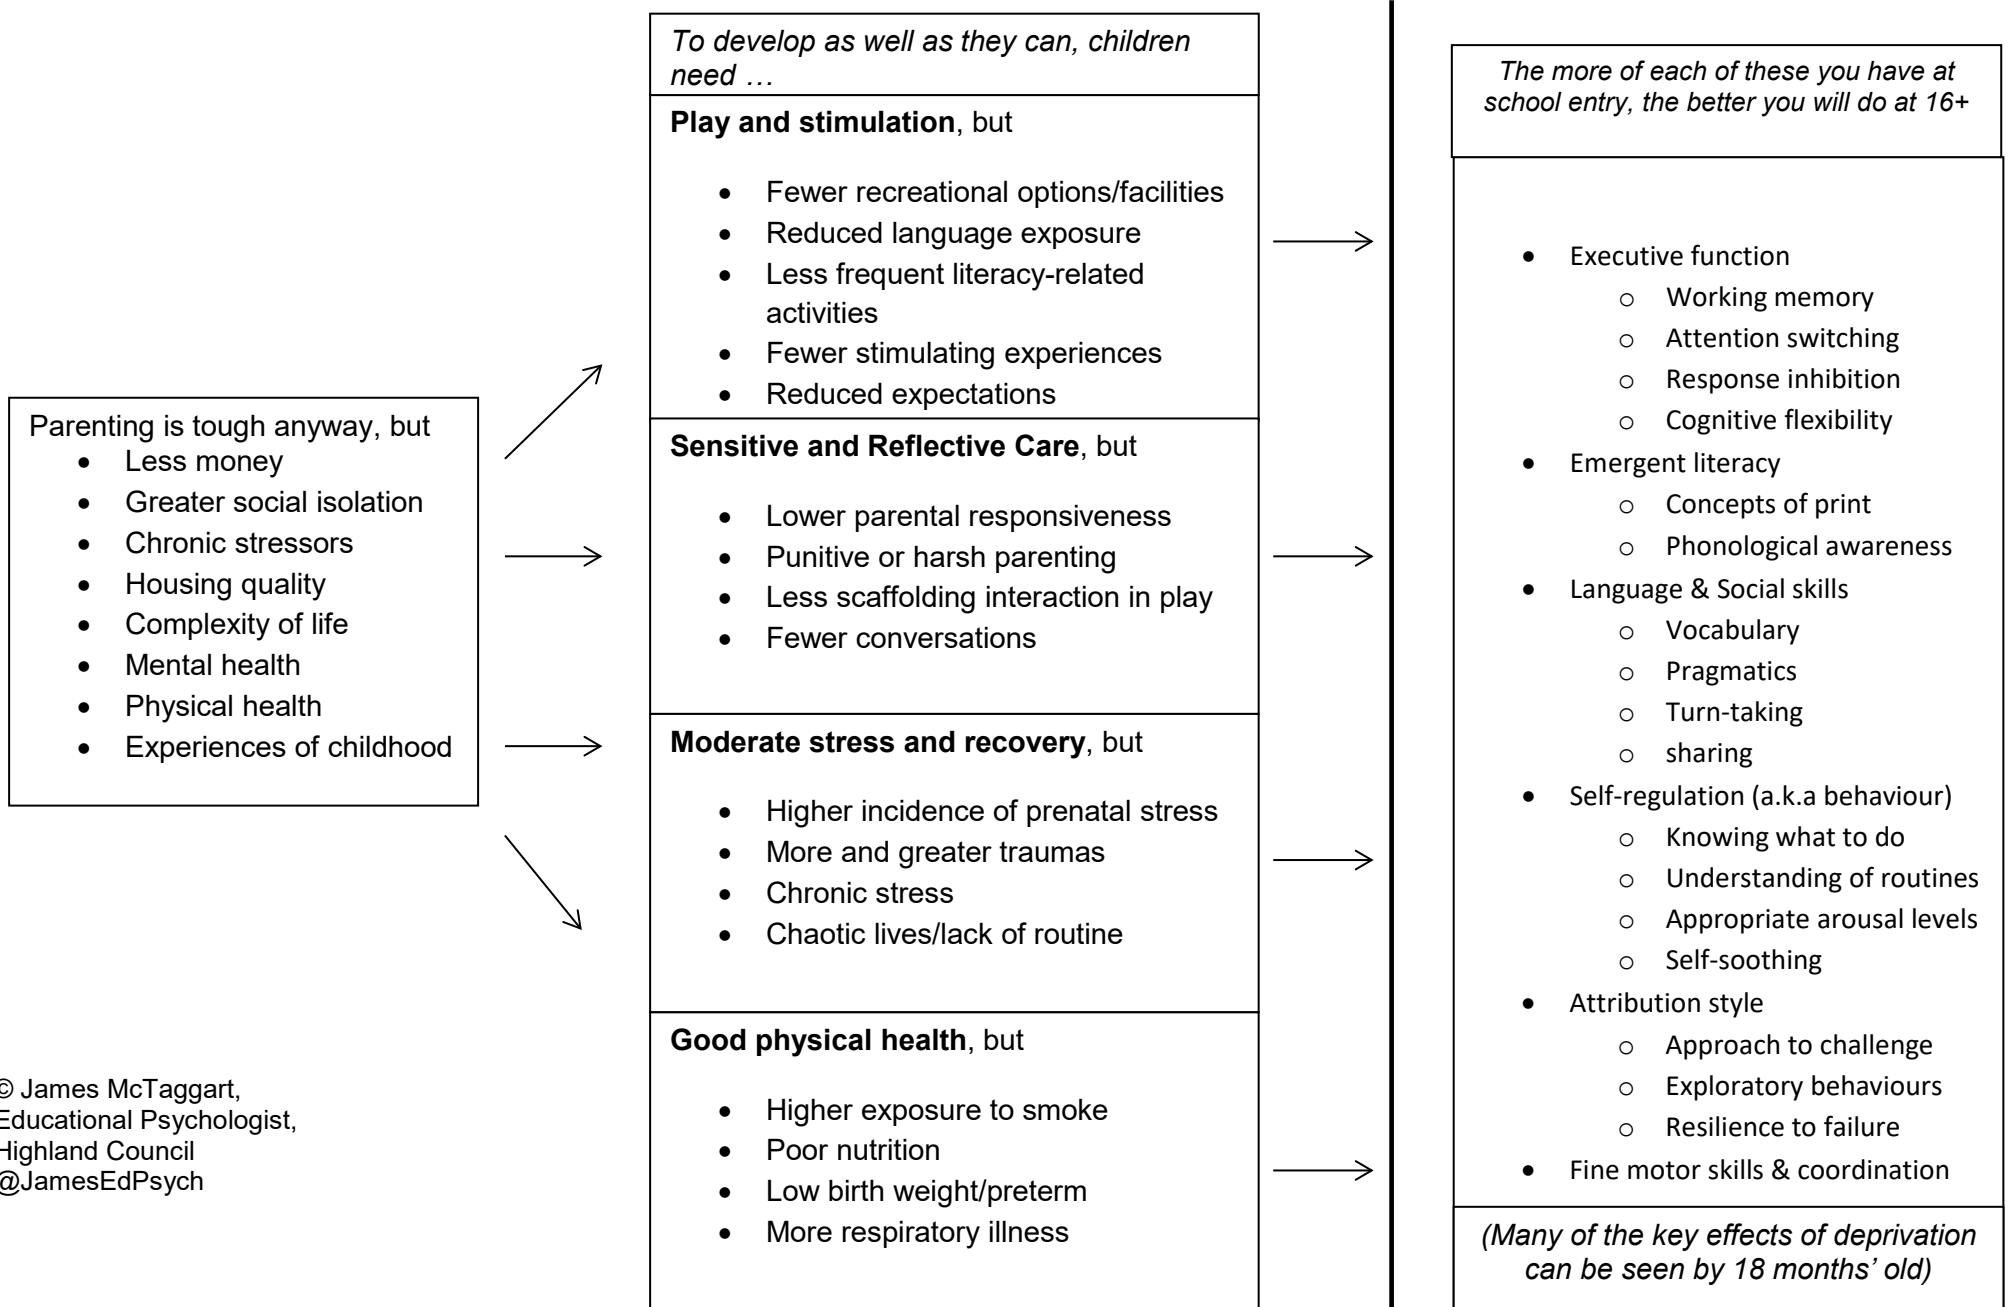 Parenting is tough anyway, but
• Less money
• Greater social isolation
• Chronic stressors
• Housing quality
• Complexity of life
• Mental health
• Physical health
• Experiences of childhood
© James McTaggart,
Educational Psychologist,
Highland Council
@JamesEdPsych
To develop as well as they can, children
need …
Play and stimulation, but
• Fewer recreational options/facilities
• Reduced language exposure
• Less frequent literacy-related
activities
• Fewer stimulating experiences
• Reduced expectations
Sensitive and Reflective Care, but
• Lower parental responsiveness
• Punitive or harsh parenting
• Less scaffolding interaction in play
• Fewer conversations
Moderate stress and recovery, but
• Higher incidence of prenatal stress
• More and greater traumas
• Chronic stress
• Chaotic lives/lack of routine
Good physical health, but
• Higher exposure to smoke
• Poor nutrition
• Low birth weight/preterm
• More respiratory illness
The more of each of these you have at
school entry, the better you will do at 16+
• Executive function
o Working memory
o Attention switching
o Response inhibition
o Cognitive flexibility
• Emergent literacy
o Concepts of print
o Phonological awareness
• Language & Social skills
o Vocabulary
o Pragmatics
o Turn-taking
o sharing
• Self-regulation (a.k.a behaviour)
o Knowing what to do
o Understanding of routines
o Appropriate arousal levels
o Self-soothing
• Attribution style
o Approach to challenge
o Exploratory behaviours
o Resilience to failure
• Fine motor skills & coordination
(Many of the key effects of deprivation
can be seen by 18 months’ old)